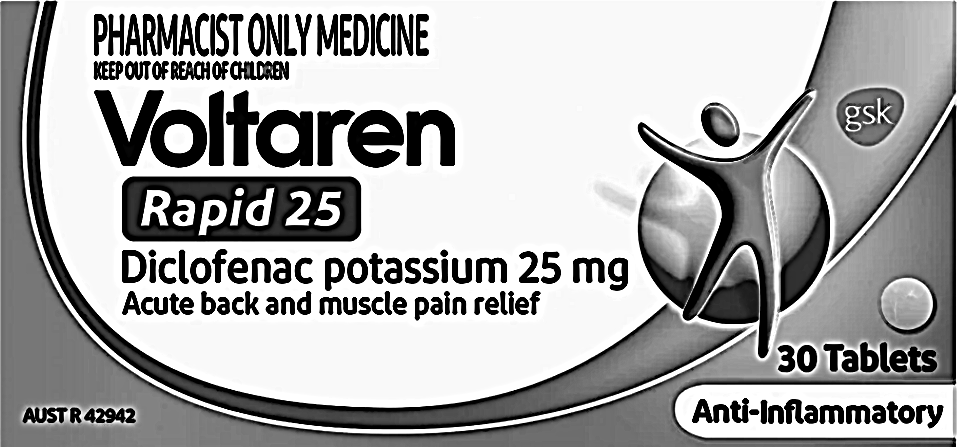 PHARMACIST ONLY MEDICINE
KEEP OUT OF REACH OF CHILDREN
Voltaren
Rapid 25
Diclofenac potassium 25 mg
Acute back and muscle pain relief
gsk
30 Tablets
Anti-Inflammatory
AUST R 42942